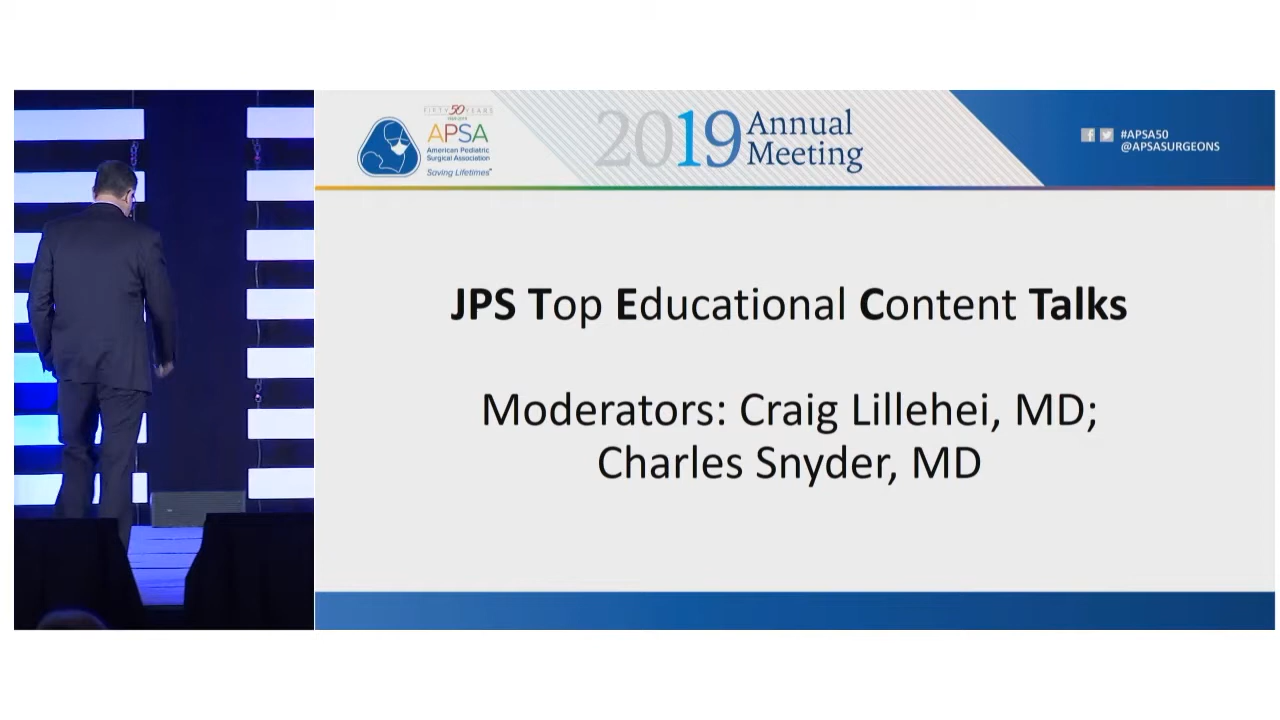 FIFTY 50 YEARS
APSA
American Pediatric
Surgical Association
Saving Lifetimes™
2019 Annual
Meeting
#APSA50
@APSASURGEONS
JPS Top Educational Content Talks
Moderators: Craig Lillehei, MD;
Charles Snyder, MD